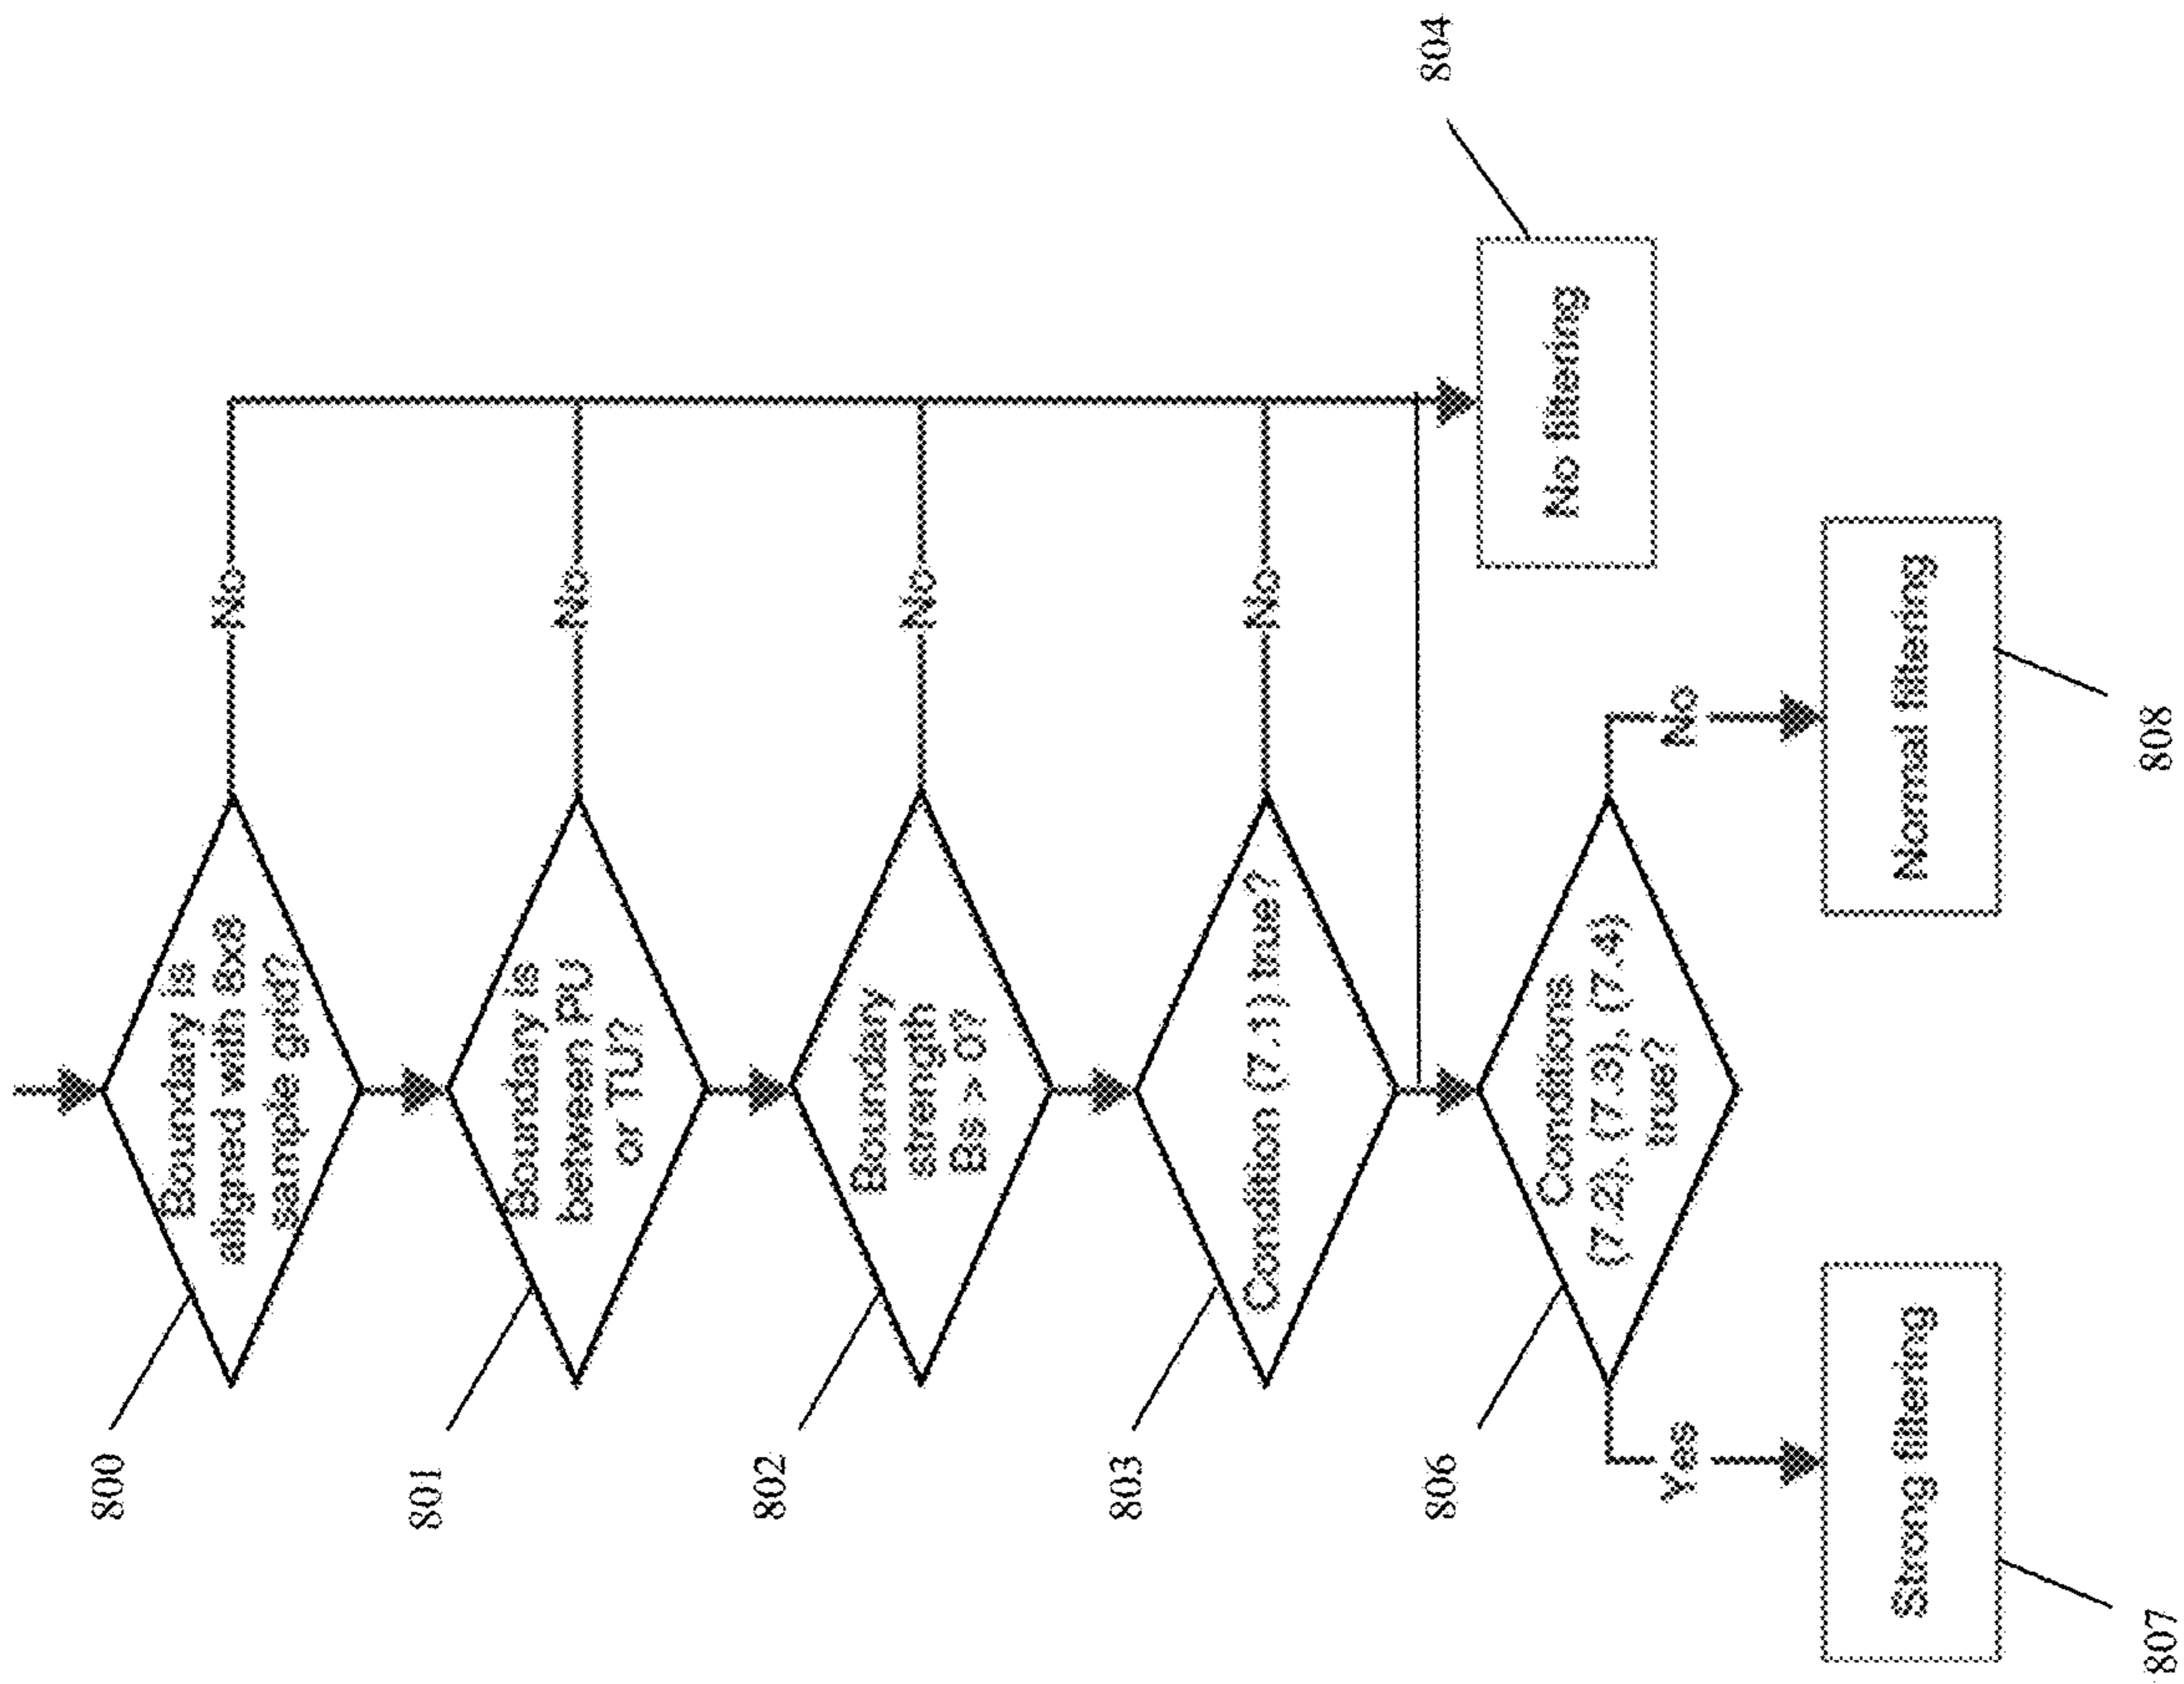 800
Boundary is
aligned with 8x8
sample grid?
No
801
Boundary is
between PU
or TU?
No
802
Boundary
strength
Bs > 0?
No
803
Condition (7.1) true?
No
804
No filtering
806
Conditions
(7.2), (7.3), (7.4)
true?
Yes
No
Strong filtering
Normal filtering
807
808